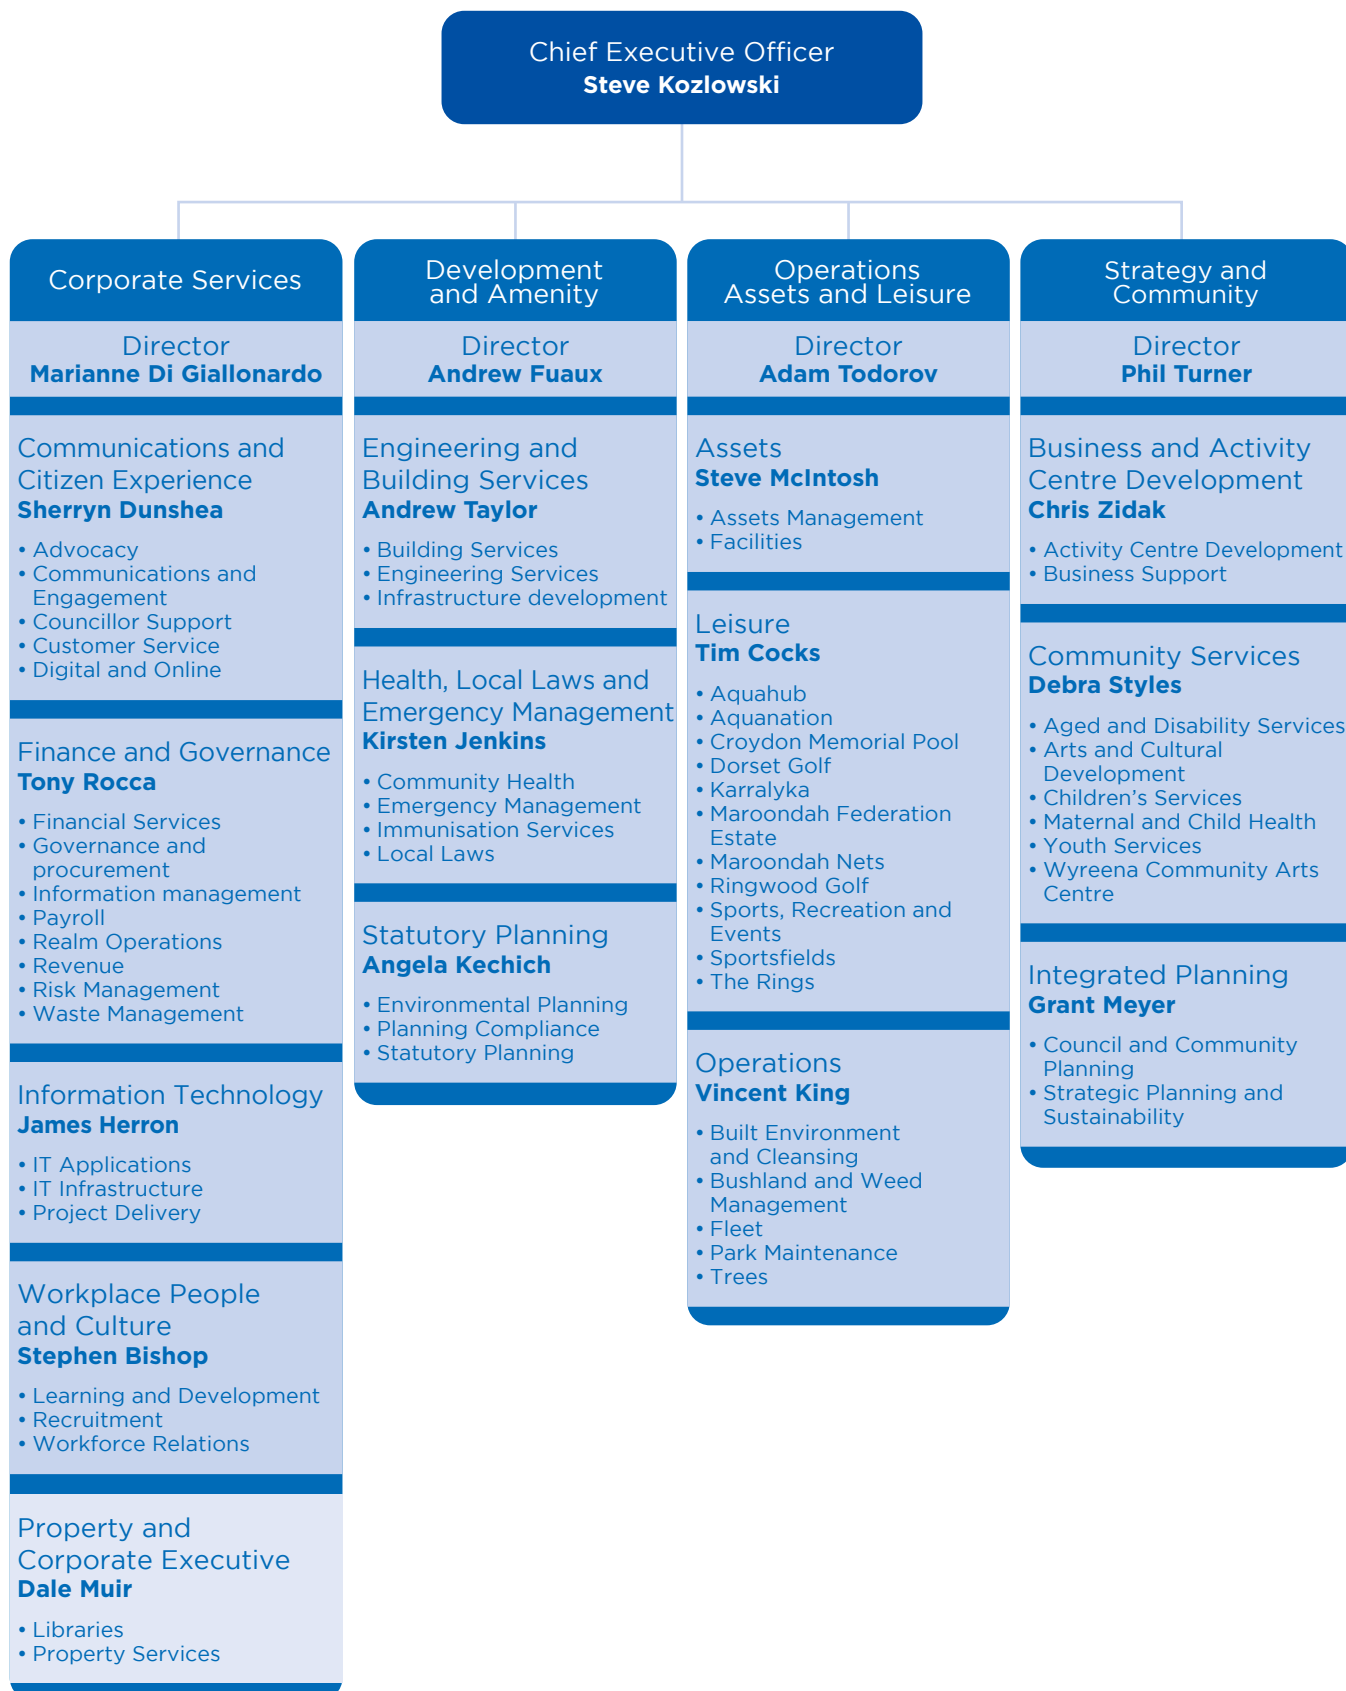 Chief Executive Officer
Steve Kozlowski
Corporate Services
Director
Marianne Di Giallonardo
Communications and
Citizen Experience
Sherryn Dunshea
• Advocacy
• Communications and
Engagement
• Councillor Support
• Customer Service
• Digital and Online
Finance and Governance
Tony Rocca
• Financial Services
• Governance and
procurement
• Information management
• Payroll
• Realm Operations
• Revenue
• Risk Management
• Waste Management
Information Technology
James Herron
• IT Applications
• IT Infrastructure
• Project Delivery
Workplace People
and Culture
Stephen Bishop
• Learning and Development
• Recruitment
• Workforce Relations
Property and
Corporate Executive
Dale Muir
• Libraries
• Property Services
Development
and Amenity
Director
Andrew Fuaux
Engineering and
Building Services
Andrew Taylor
• Building Services
• Engineering Services
• Infrastructure development
Health, Local Laws and
Emergency Management
Kirsten Jenkins
• Community Health
• Emergency Management
• Immunisation Services
• Local Laws
Statutory Planning
Angela Kechich
• Environmental Planning
• Planning Compliance
• Statutory Planning
Operations
Assets and Leisure
Director
Adam Todorov
Assets
Steve McIntosh
• Assets Management
• Facilities
Leisure
Tim Cocks
• Aquahub
• Aquanation
• Croydon Memorial Pool
• Dorset Golf
• Karralyka
• Maroondah Federation
Estate
• Maroondah Nets
• Ringwood Golf
• Sports, Recreation and
Events
• Sportsfields
• The Rings
Operations
Vincent King
• Built Environment
and Cleansing
• Bushland and Weed
Management
• Fleet
• Park Maintenance
• Trees
Strategy and
Community
Director
Phil Turner
Business and Activity
Centre Development
Chris Zidak
• Activity Centre Development
• Business Support
Community Services
Debra Styles
• Aged and Disability Services
• Arts and Cultural
Development
• Children's Services
• Maternal and Child Health
• Youth Services
• Wyreena Community Arts
Centre
Integrated Planning
Grant Meyer
• Council and Community
Planning
• Strategic Planning and
Sustainability